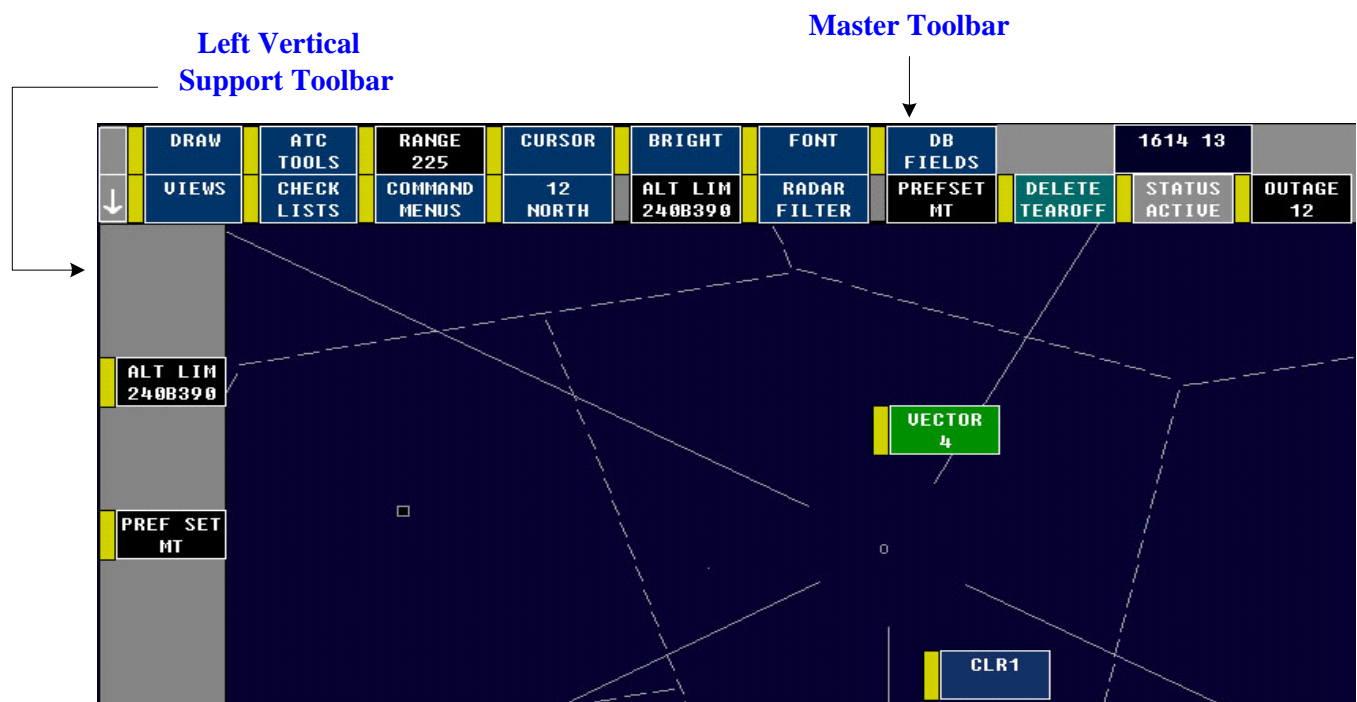 Master Toolbar
Left Vertical
Support Toolbar
DRAW
ATC
TOOLS
RANGE
225
CURSOR
BRIGHT
FONT
DB
FIELDS
1614 13
↓
VIEWS
CHECK
LISTS
COMMAND
MENUS
12
NORTH
ALT LIM
240B390
RADAR
FILTER
PREFSET
MT
DELETE
TEAROFF
STATUS
ACTIVE
OUTAGE
12
ALT LIM
240B390
VECTOR
4
PREF SET
MT
CLR1